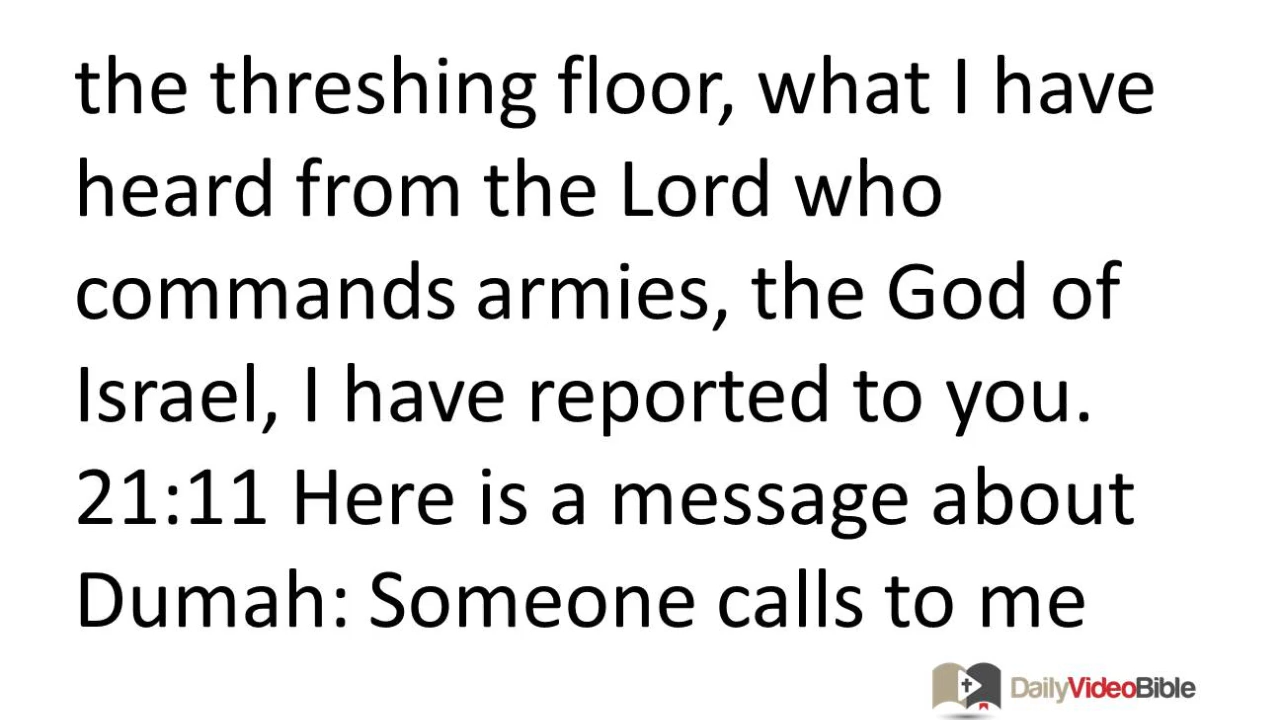 the threshing floor, what I have
heard from the Lord who
commands armies, the God of
Israel, I have reported to you.
21:11 Here is a message about
Dumah: Someone calls to me
DailyVideoBible